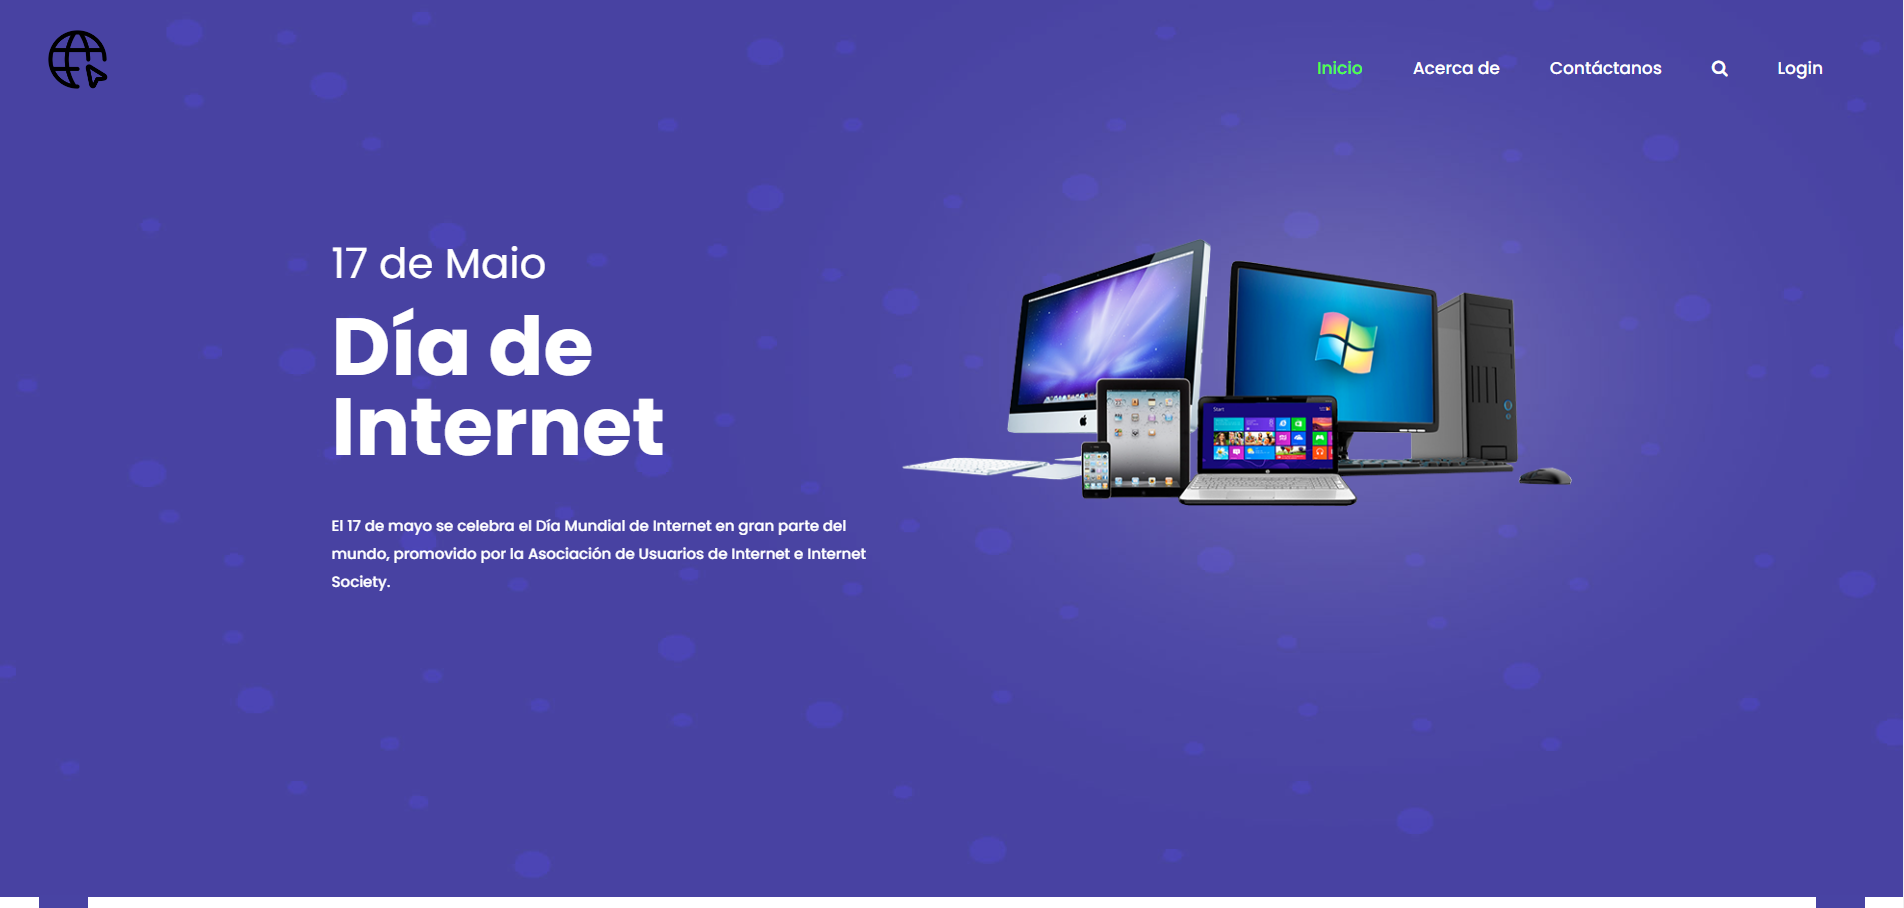 Inicio Acerca de Contáctanos Login
17 de Maio
Día de
Internet
El 17 de mayo se celebra el Día Mundial de Internet en gran parte del
mundo, promovido por la Asociación de Usuarios de Internet e Internet
Society.
Start